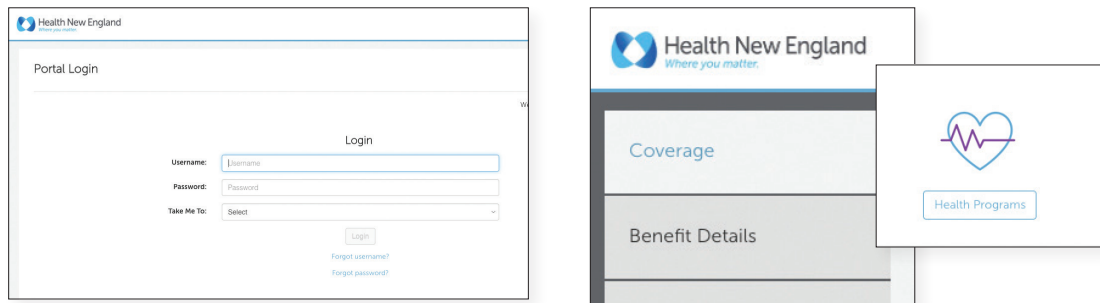 Health New England
Where you matter.
Portal Login
We
Login
Username:
Username
Password:
Password
Take Me To:
Select
Login
Forgot username?
Forgot password?
Health New England
Where you matter.
Coverage
Benefit Details
Health Programs